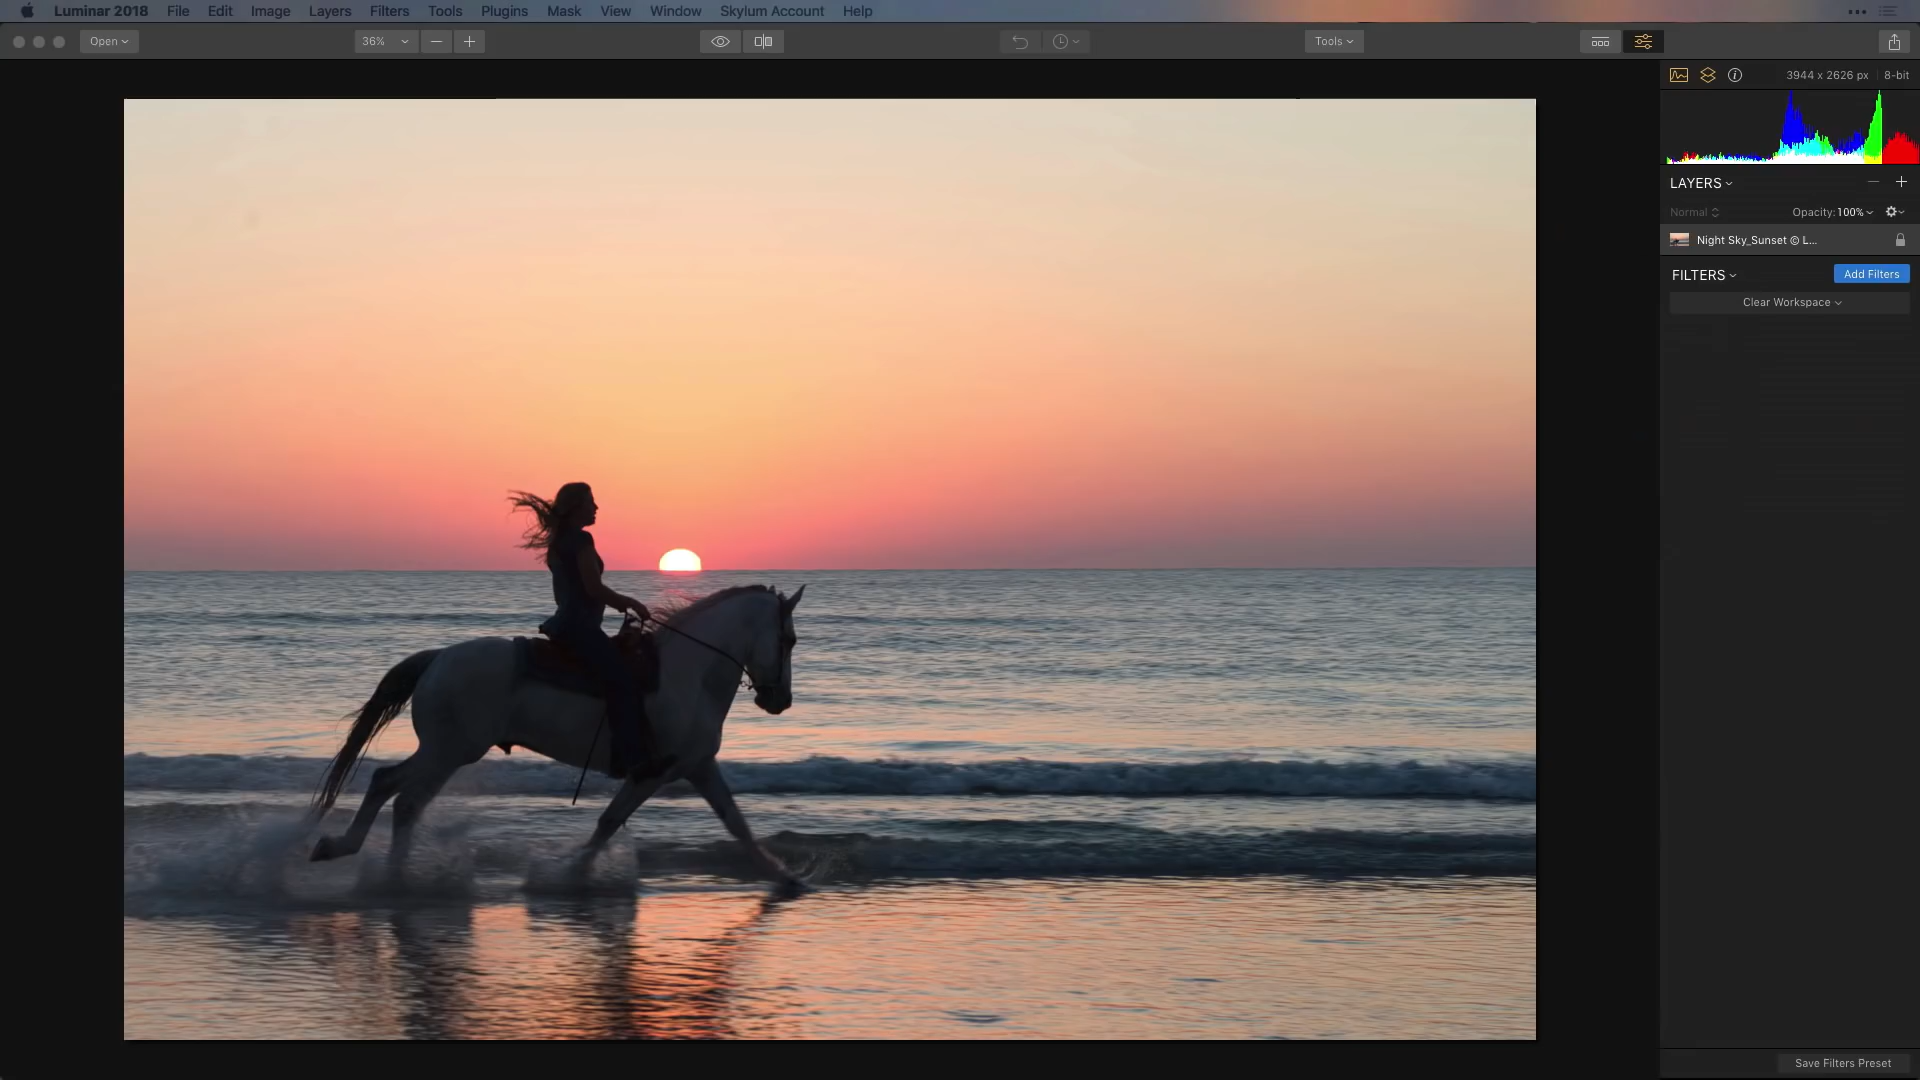 Luminar 2018 File Edit Image Layers Filters Tools Plugins Mask View Window Skylum Account Help
Open 36% Tools
3944 x 2626 px 8-bit
LAYERS
Normal Opacity: 100%
Night Sky_Sunset © L...
FILTERS Add Filters
Clear Workspace
Save Filters Preset